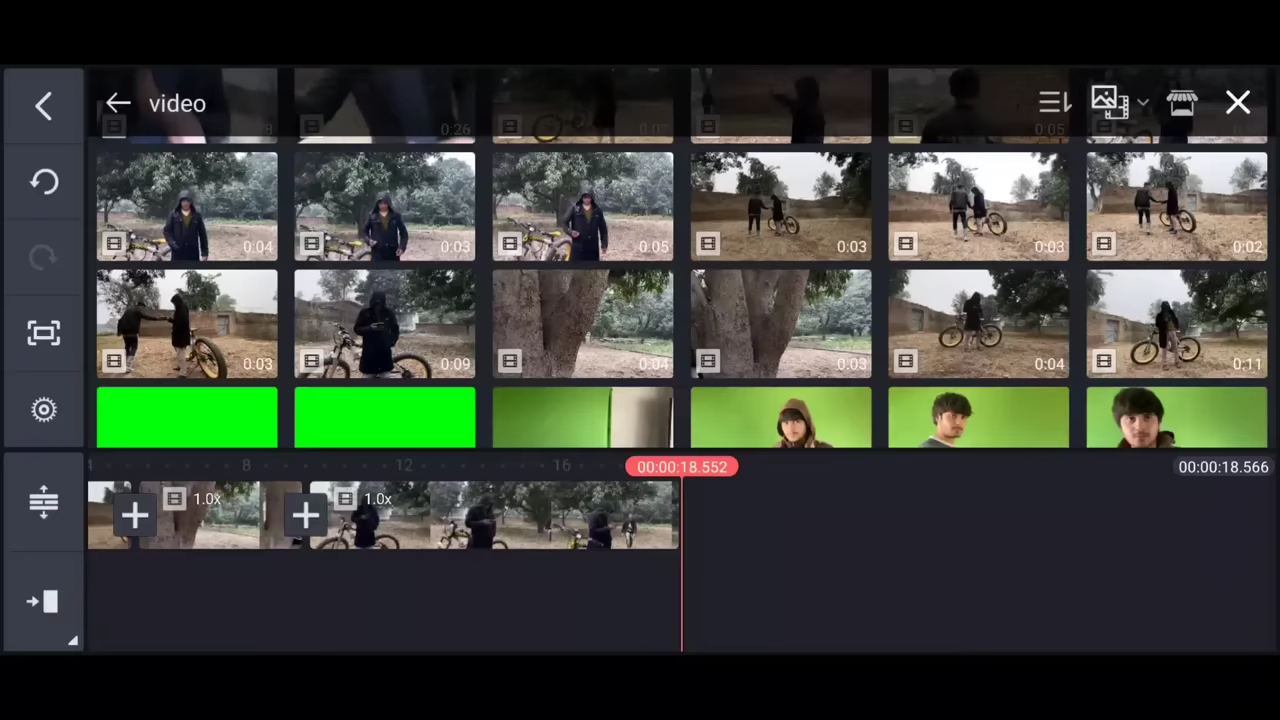 video
8 0:26 0:05
0:04 0:03 0:05 0:03 0:03 0:02
0:03 0:09 0:04 0:03 0:04 0:11
4 8 12 16 00:00:18.552 00:00:18.566
1.0x 1.0x